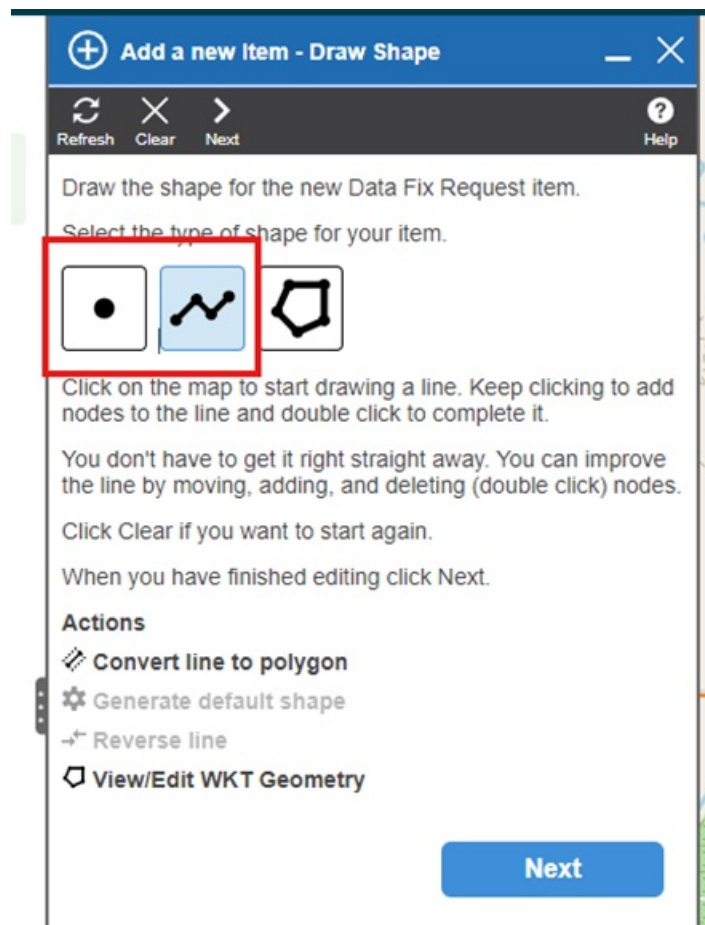 Add a new Item - Draw Shape
Refresh Clear Next Help
Draw the shape for the new Data Fix Request item.
Select the type of shape for your item.
Click on the map to start drawing a line. Keep clicking to add
nodes to the line and double click to complete it.
You don't have to get it right straight away. You can improve
the line by moving, adding, and deleting (double click) nodes.
Click Clear if you want to start again.
When you have finished editing click Next.
Actions
Convert line to polygon
Generate default shape
Reverse line
View/Edit WKT Geometry
Next